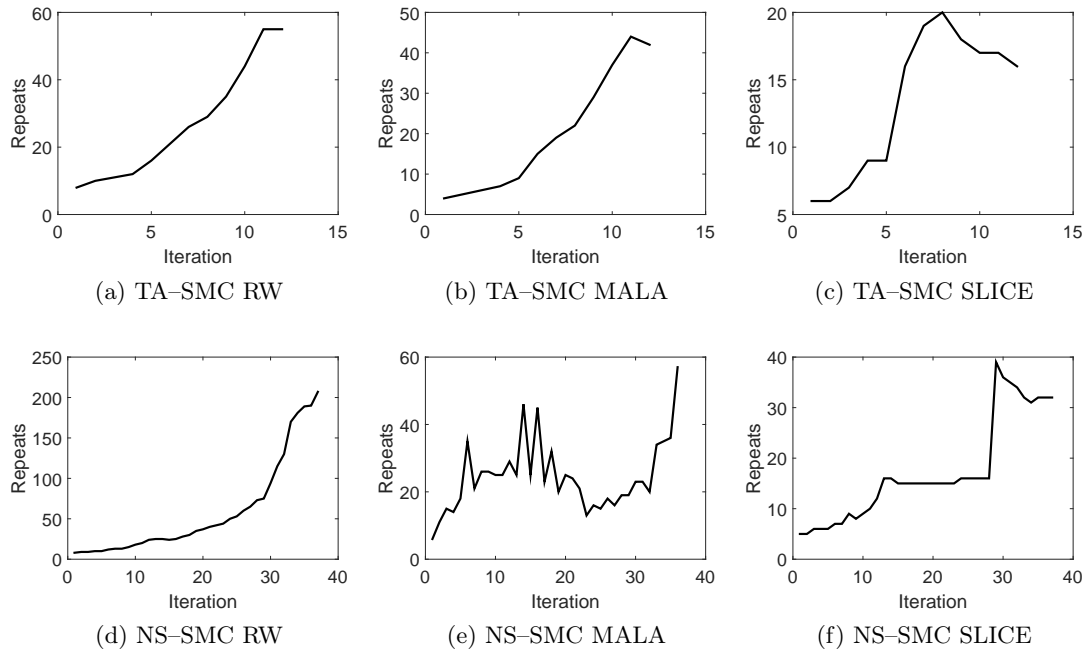 60
40
20
0
Repeats
0 5 10 15
Iteration
(a) TA–SMC RW
50
40
30
20
10
0
Repeats
0 5 10 15
Iteration
(b) TA–SMC MALA
20
15
10
5
Repeats
0 5 10 15
Iteration
(c) TA–SMC SLICE
250
200
150
100
50
0
Repeats
0 10 20 30 40
Iteration
(d) NS–SMC RW
60
40
20
0
Repeats
0 10 20 30 40
Iteration
(e) NS–SMC MALA
40
30
20
10
0
Repeats
0 10 20 30 40
Iteration
(f) NS–SMC SLICE